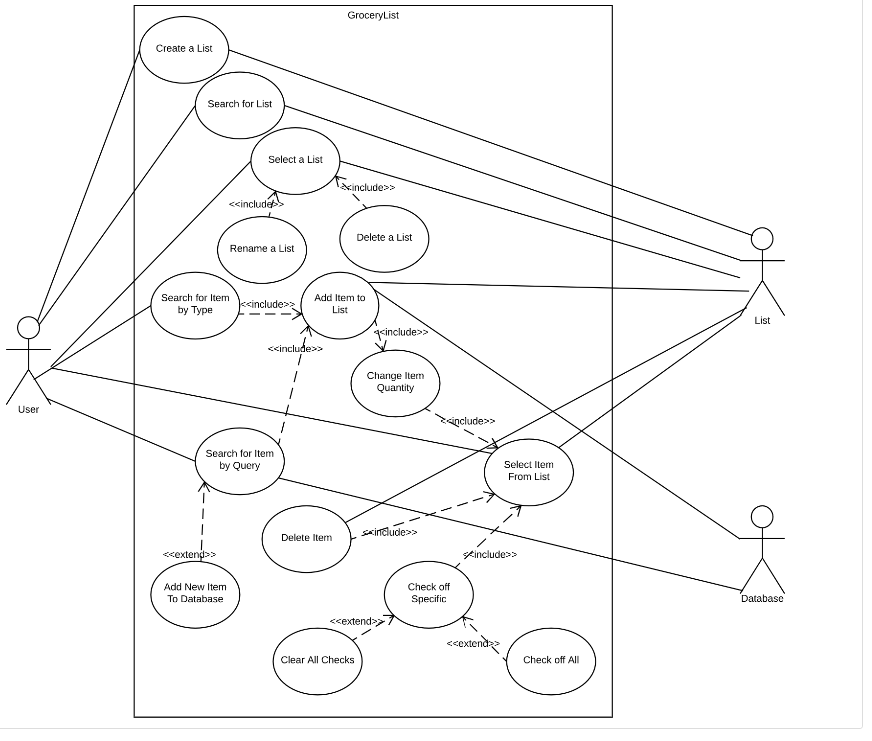 GroceryList
Create a List
Search for List
Select a List
<<include>>
<<include>>
Rename a List
Delete a List
Search for Item
by Type
<<include>>
Add Item to
List
<<include>>
<<include>>
Change Item
Quantity
<<include>>
User
List
Search for Item
by Query
Select Item
From List
Delete Item
<<include>>
<<include>>
<<extend>>
Add New Item
To Database
Check off
Specific
Database
<<extend>>
<<extend>>
Clear All Checks
Check off All